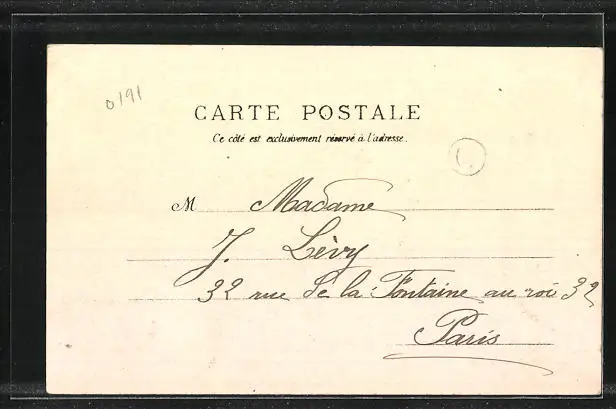 0191
CARTE POSTALE
Ce côté est exclusivement réservé à l'adresse.
C
M Madame
J. Lévy
32 rue de la Fontaine au roi 32
Paris